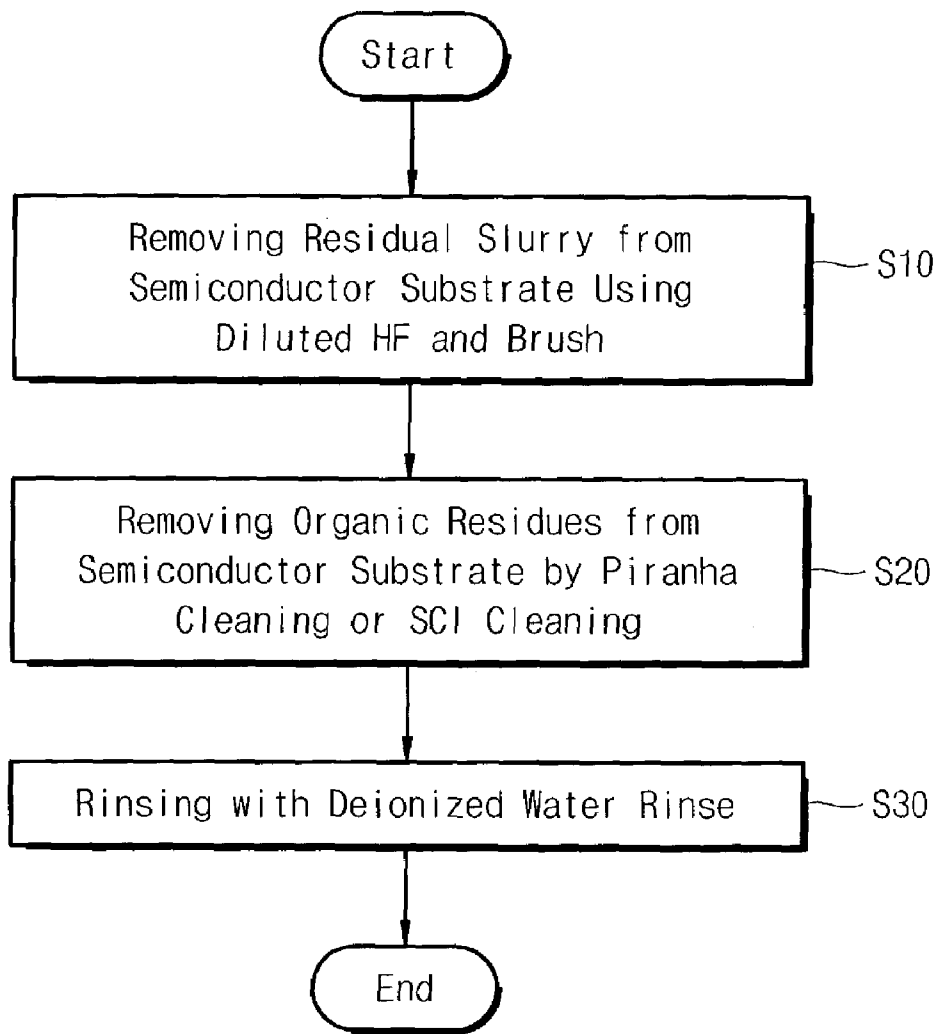 Start
Removing Residual Slurry from
Semiconductor Substrate Using
Diluted HF and Brush
S10
Removing Organic Residues from
Semiconductor Substrate by Piranha
Cleaning or SCI Cleaning
S20
Rinsing with Deionized Water Rinse
S30
End